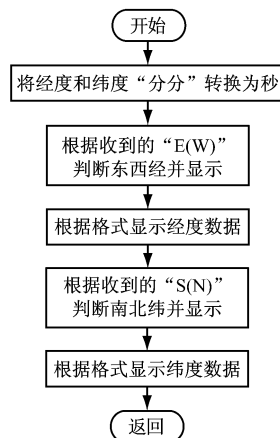 开始
将经度和纬度“分分”转换为秒
根据收到的“E(W)”
判断东西经并显示
根据格式显示经度数据
根据收到的“S(N)”
判断南北纬并显示
根据格式显示纬度数据
返回